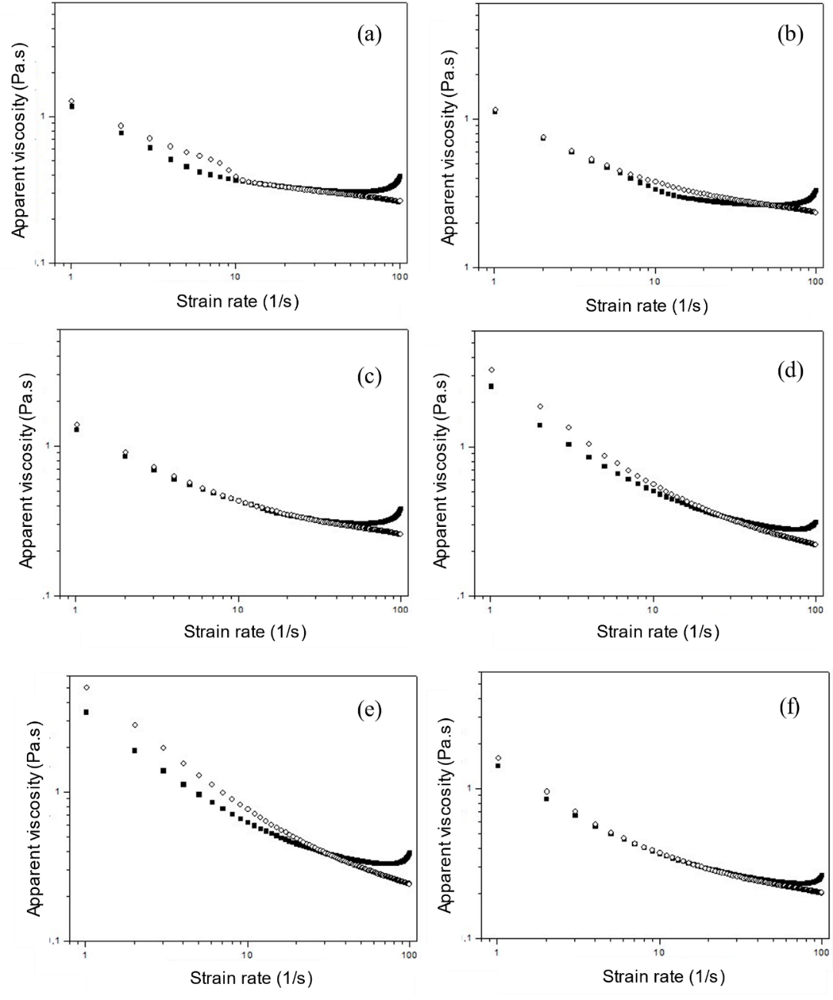 (a)
Apparent viscosity (Pa.s)
1
,1
1
10
100
Strain rate (1/s)
(b)
Apparent viscosity (Pa.s)
1
1
1
10
100
Strain rate (1/s)
(c)
Apparent viscosity (Pa.s)
1
,1
1
10
100
Strain rate (1/s)
(d)
Apparent viscosity (Pa.s)
1
,1
1
10
100
Strain rate (1/s)
(e)
Apparent viscosity (Pa.s)
1
,1
1
10
100
Strain rate (1/s)
(f)
Apparent viscosity (Pa.s)
1
,1
1
10
100
Strain rate (1/s)